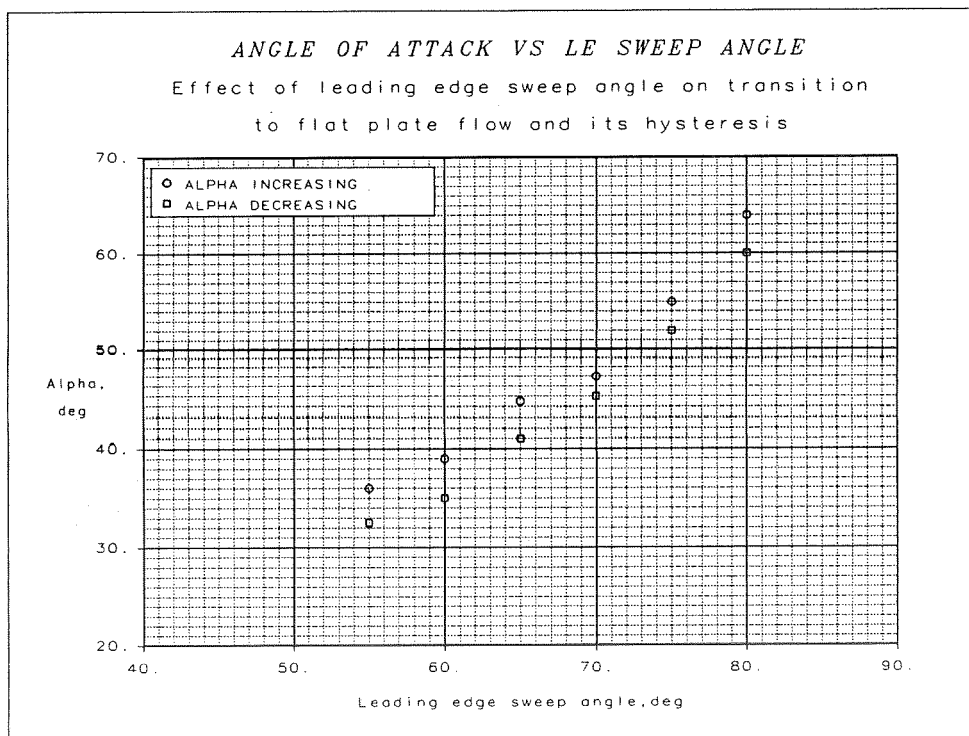 ANGLE OF ATTACK VS LE SWEEP ANGLE
Effect of leading edge sweep angle on transition
to flat plate flow and its hysteresis
70.
ALPHA INCREASING
ALPHA DECREASING
60.
50.
Alpha,
deg
40.
30.
20.
40. 50. 60. 70. 80. 90.
Leading edge sweep angle,deg